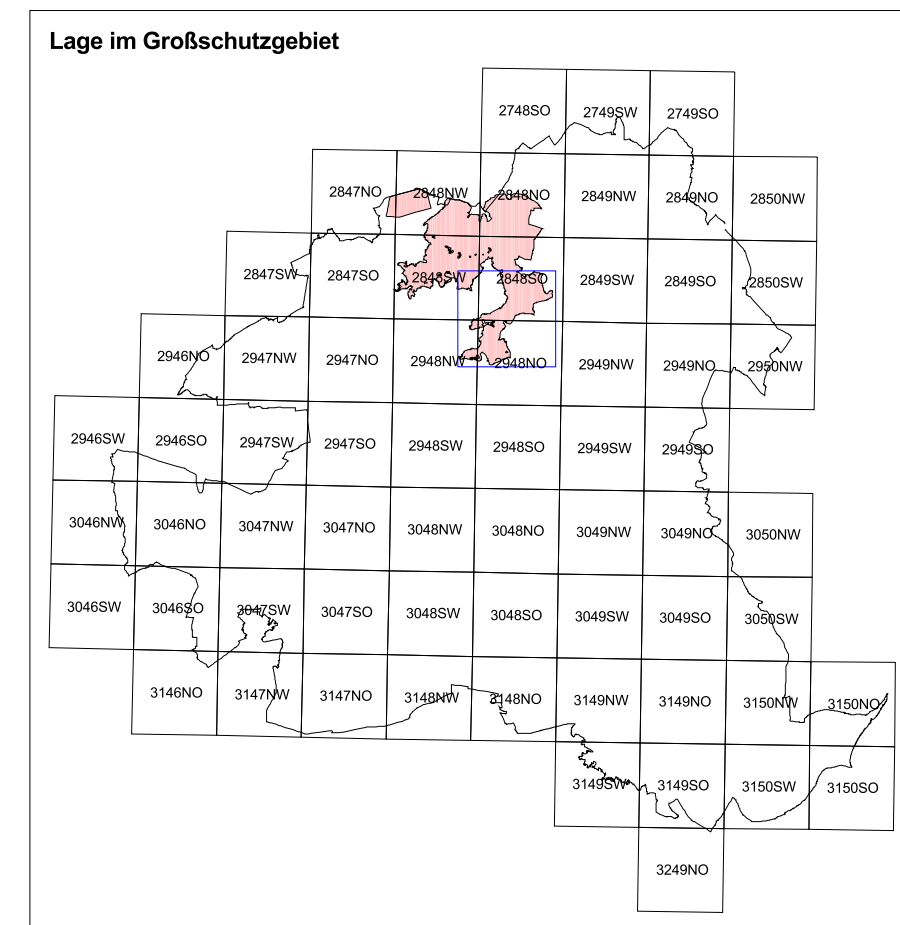 Lage im Großschutzgebiet
2748SO 2749SW 2749SO
2847NO 2848NW 2848NO 2849NW 2849NO 2850NW
2847SW 2847SO 2848SW 2848SO 2849SW 2849SO 2850SW
2946NO 2947NW 2947NO 2948NW 2948NO 2949NW 2949NO 2950NW
2946SW 2946SO 2947SW 2947SO 2948SW 2948SO 2949SW 2949SO
3046NW 3046NO 3047NW 3047NO 3048NW 3048NO 3049NW 3049NO 3050NW
3046SW 3046SO 3047SW 3047SO 3048SW 3048SO 3049SW 3049SO 3050SW
3146NO 3147NW 3147NO 3148NW 3148NO 3149NW 3149NO 3150NW 3150NO
3149SW 3149SO 3150SW 3150SO
3249NO